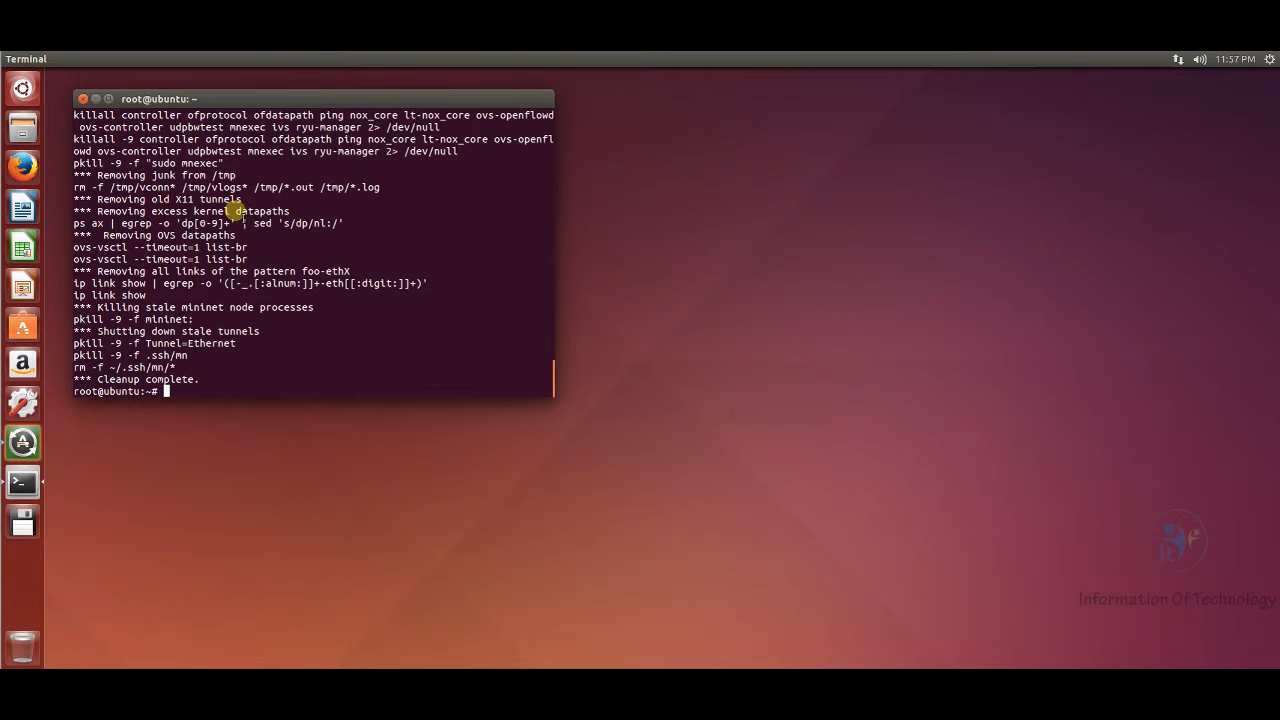 Terminal
11:57 PM
root@ubuntu: ~
killall controller ofprotocol ofdatapath ping nox_core lt-nox_core ovs-openflowd
ovs-controller udpbwtest mnexec ivs ryu-manager 2> /dev/null
killall -9 controller ofprotocol ofdatapath ping nox_core lt-nox_core ovs-openfl
owd ovs-controller udpbwtest mnexec ivs ryu-manager 2> /dev/null
pkill -9 -f "sudo mnexec"
*** Removing junk from /tmp
rm -f /tmp/vconn* /tmp/vlogs* /tmp/*.out /tmp/*.log
*** Removing old X11 tunnels
*** Removing excess kernel datapaths
ps ax | egrep -o 'dp[0-9]+' | sed 's/dp/nl:/'
***  Removing OVS datapaths
ovs-vsctl --timeout=1 list-br
ovs-vsctl --timeout=1 list-br
*** Removing all links of the pattern foo-ethX
ip link show | egrep -o '([-_.[:alnum:]]+-eth[[:digit:]]+)'
ip link show
*** Killing stale mininet node processes
pkill -9 -f mininet:
*** Shutting down stale tunnels
pkill -9 -f Tunnel=Ethernet
pkill -9 -f .ssh/mn
rm -f ~/.ssh/mn/*
*** Cleanup complete.
root@ubuntu:~#
Information Of Technology